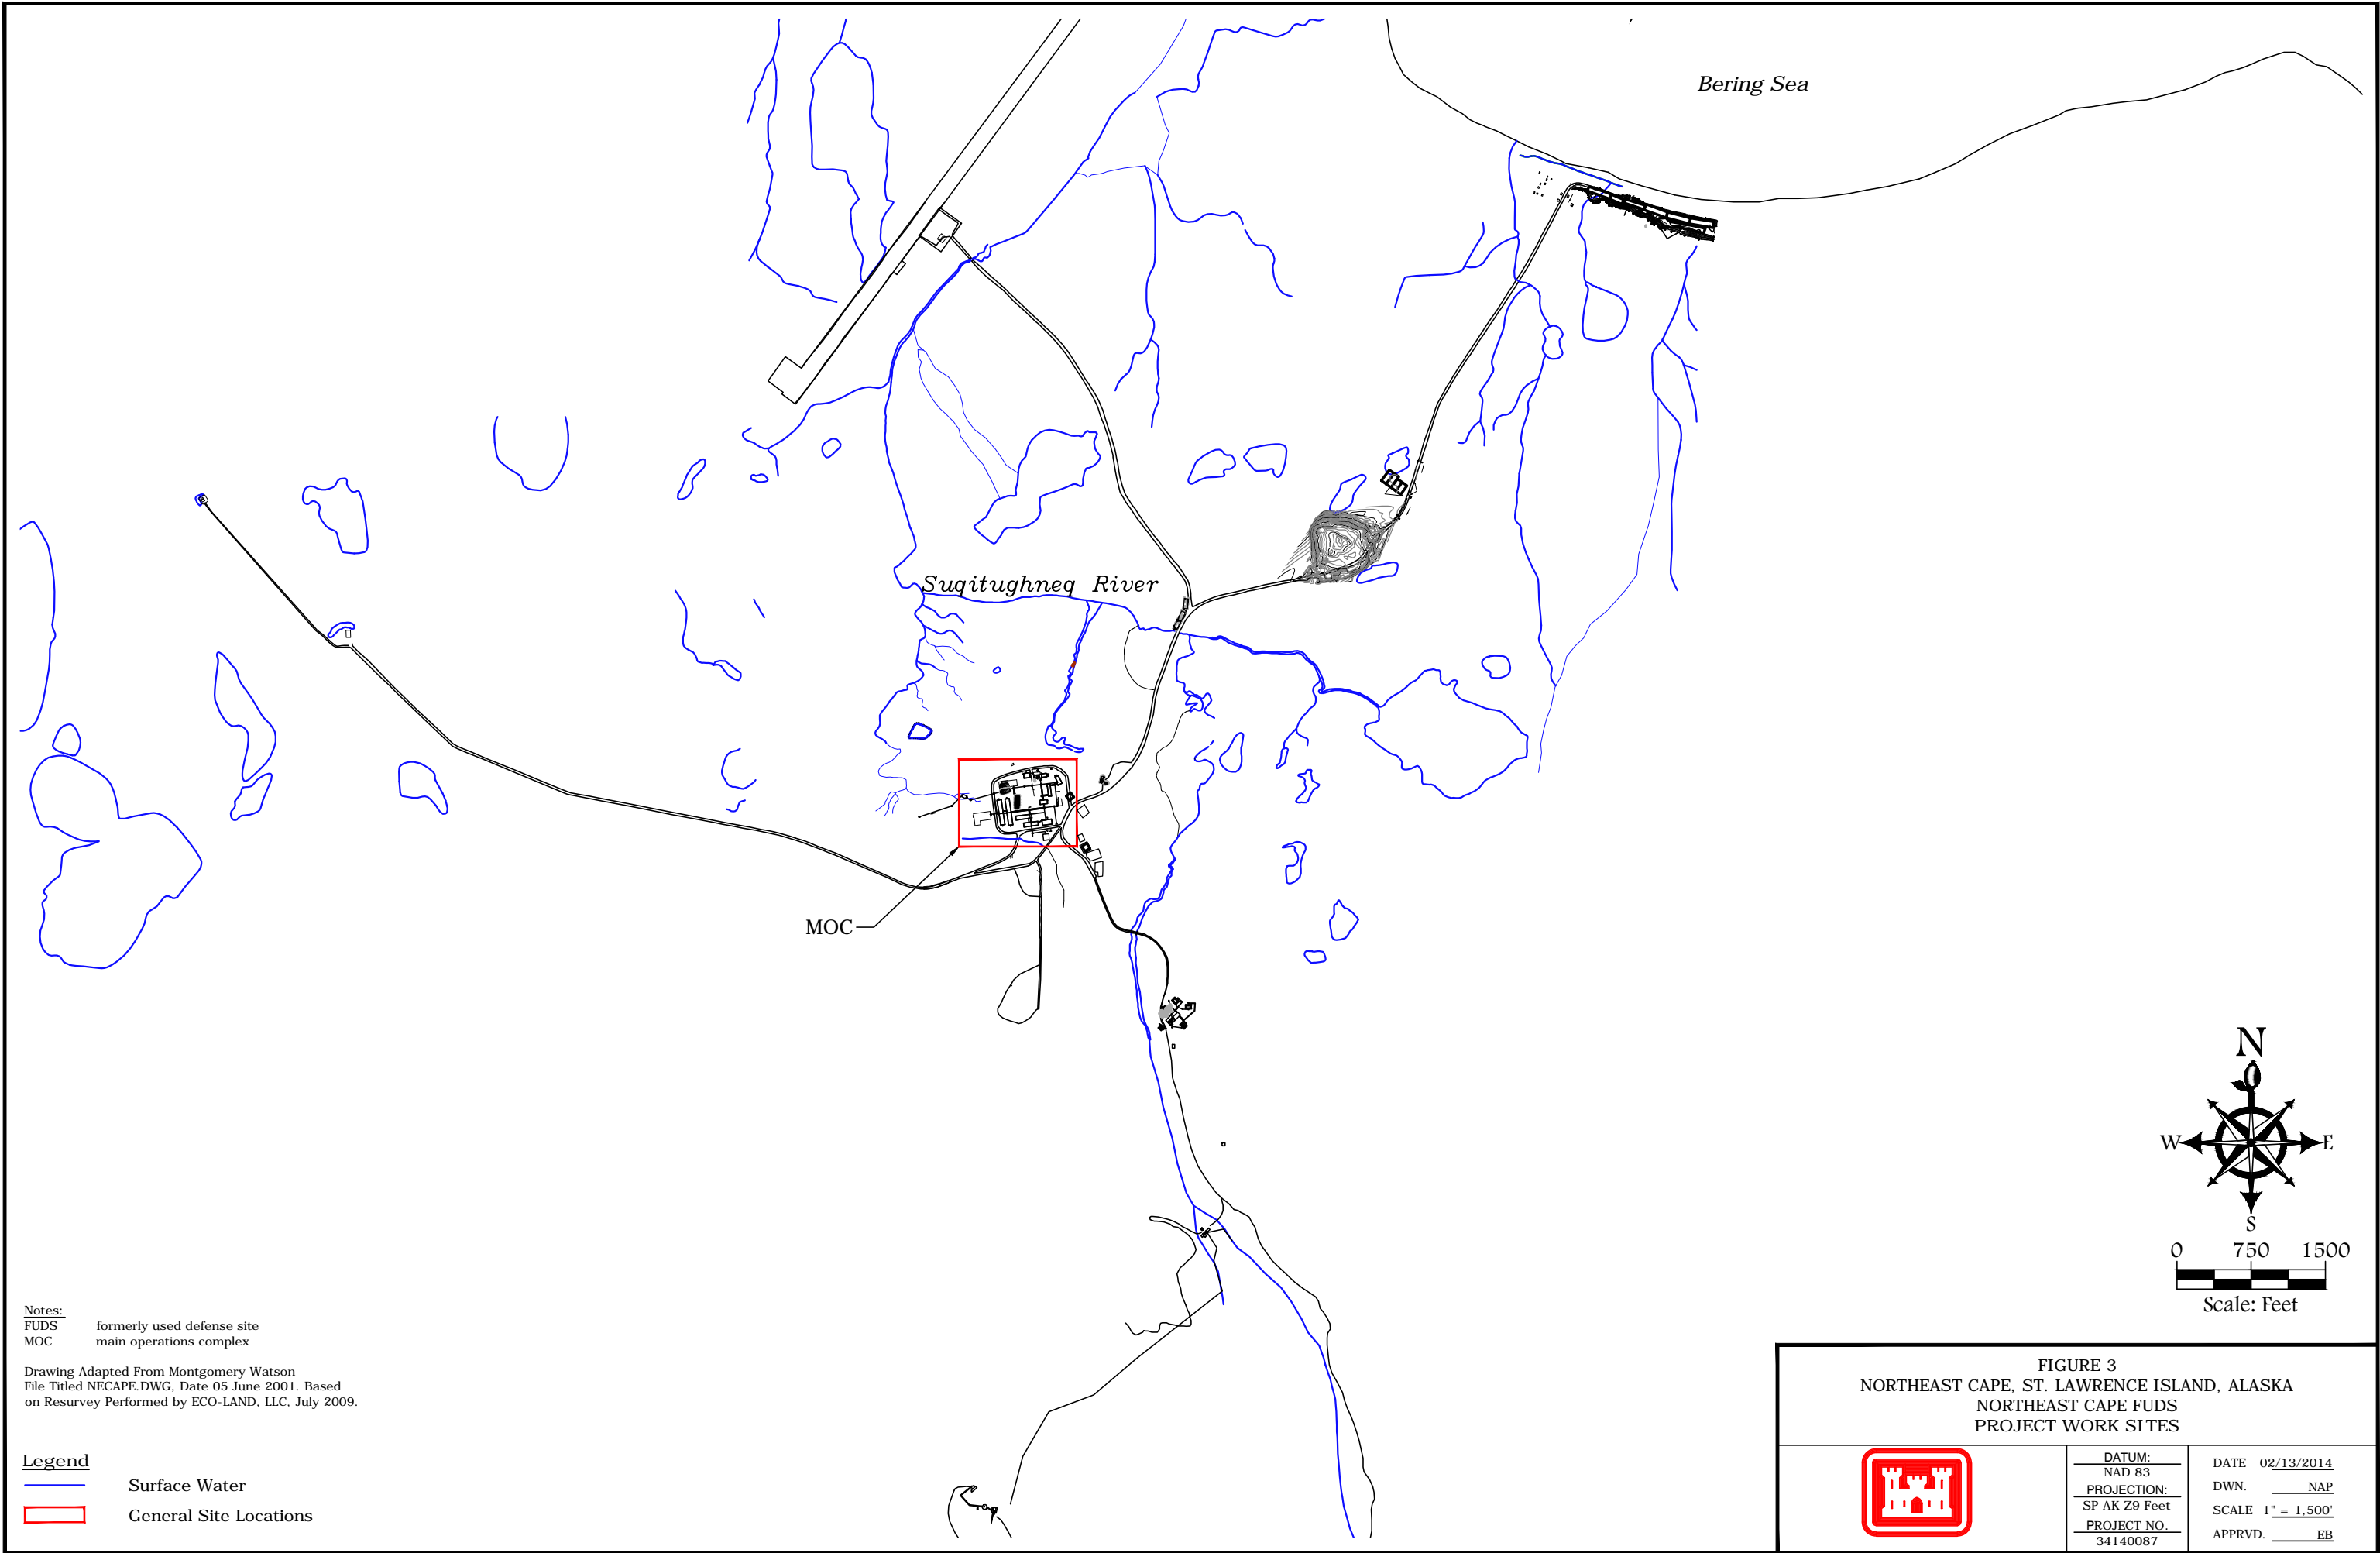 Bering Sea
Suqitughneq River
MOC
N
W
E
S
0 750 1500
Scale: Feet
Notes:
FUDS formerly used defense site
MOC main operations complex
Drawing Adapted From Montgomery Watson
File Titled NECAPE.DWG, Date 05 June 2001. Based
on Resurvey Performed by ECO-LAND, LLC, July 2009.
Legend
Surface Water
General Site Locations
FIGURE 3
NORTHEAST CAPE, ST. LAWRENCE ISLAND, ALASKA
NORTHEAST CAPE FUDS
PROJECT WORK SITES
DATUM:
NAD 83
PROJECTION:
SP AK Z9 Feet
PROJECT NO.
34140087
DATE 02/13/2014
DWN. NAP
SCALE 1" = 1,500'
APPRVD. EB